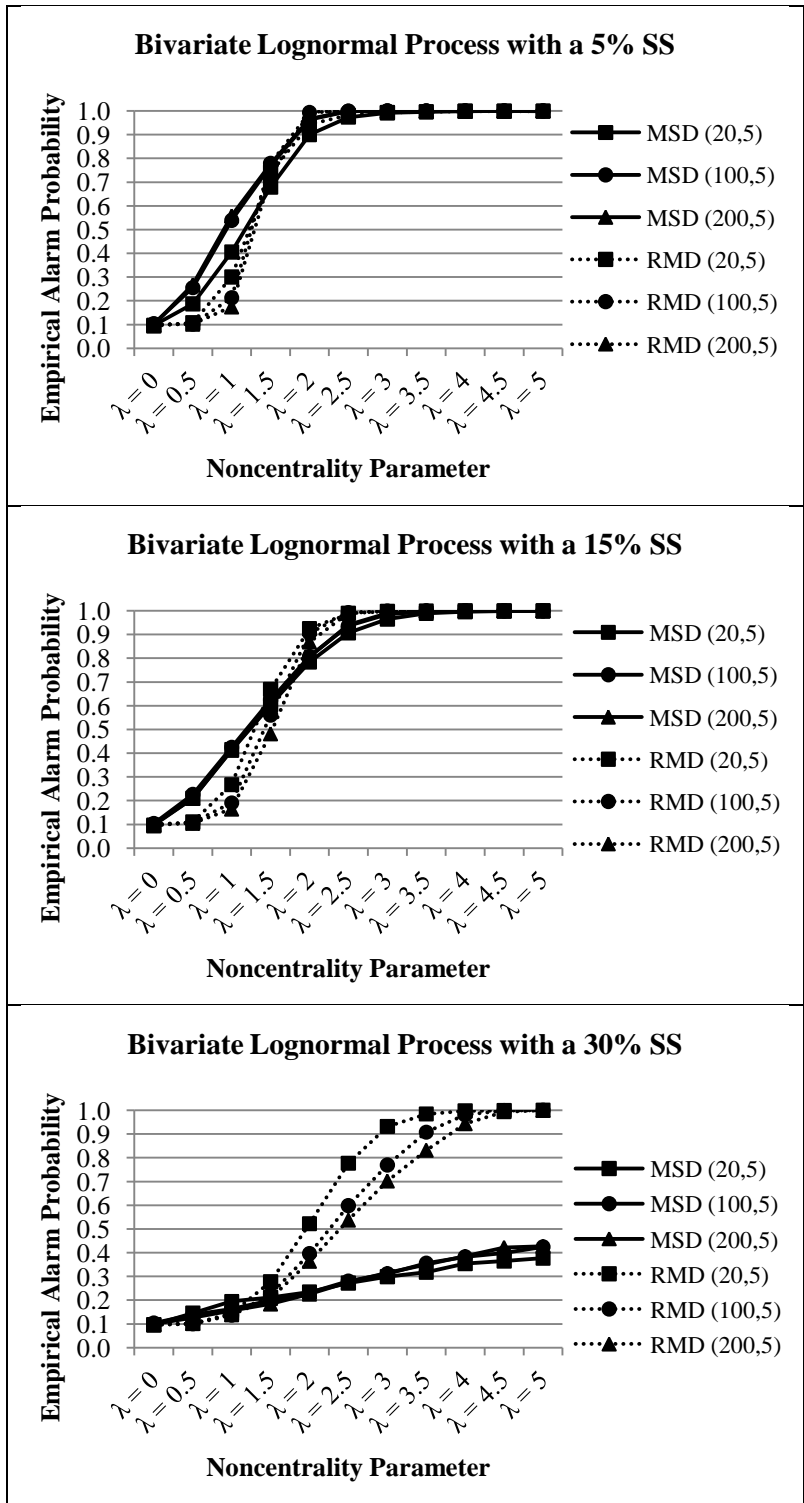 Bivariate Lognormal Process with a 5% SS
Empirical Alarm Probability
1.0
0.9
0.8
0.7
0.6
0.5
0.4
0.3
0.2
0.1
0.0
λ = 0
λ = 0.5
λ = 1
λ = 1.5
λ = 2
λ = 2.5
λ = 3
λ = 3.5
λ = 4
λ = 4.5
λ = 5
Noncentrality Parameter
MSD (20,5)
MSD (100,5)
MSD (200,5)
RMD (20,5)
RMD (100,5)
RMD (200,5)
Bivariate Lognormal Process with a 15% SS
Empirical Alarm Probability
1.0
0.9
0.8
0.7
0.6
0.5
0.4
0.3
0.2
0.1
0.0
λ = 0
λ = 0.5
λ = 1
λ = 1.5
λ = 2
λ = 2.5
λ = 3
λ = 3.5
λ = 4
λ = 4.5
λ = 5
Noncentrality Parameter
MSD (20,5)
MSD (100,5)
MSD (200,5)
RMD (20,5)
RMD (100,5)
RMD (200,5)
Bivariate Lognormal Process with a 30% SS
Empirical Alarm Probability
1.0
0.9
0.8
0.7
0.6
0.5
0.4
0.3
0.2
0.1
0.0
λ = 0
λ = 0.5
λ = 1
λ = 1.5
λ = 2
λ = 2.5
λ = 3
λ = 3.5
λ = 4
λ = 4.5
λ = 5
Noncentrality Parameter
MSD (20,5)
MSD (100,5)
MSD (200,5)
RMD (20,5)
RMD (100,5)
RMD (200,5)